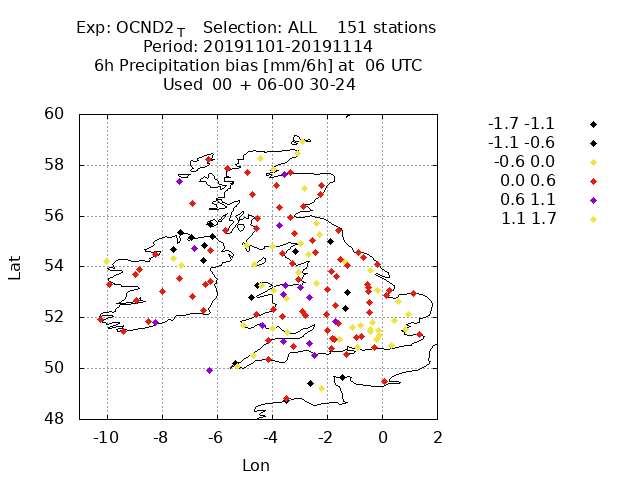 Exp: OCND2_T Selection: ALL 151 stations
Period: 20191101-20191114
6h Precipitation bias [mm/6h] at 06 UTC
Used 00 + 06-00 30-24
-1.7 -1.1
-1.1 -0.6
-0.6 0.0
0.0 0.6
0.6 1.1
1.1 1.7
60
58
56
54
52
50
48
Lat
-10 -8 -6 -4 -2 0 2
Lon